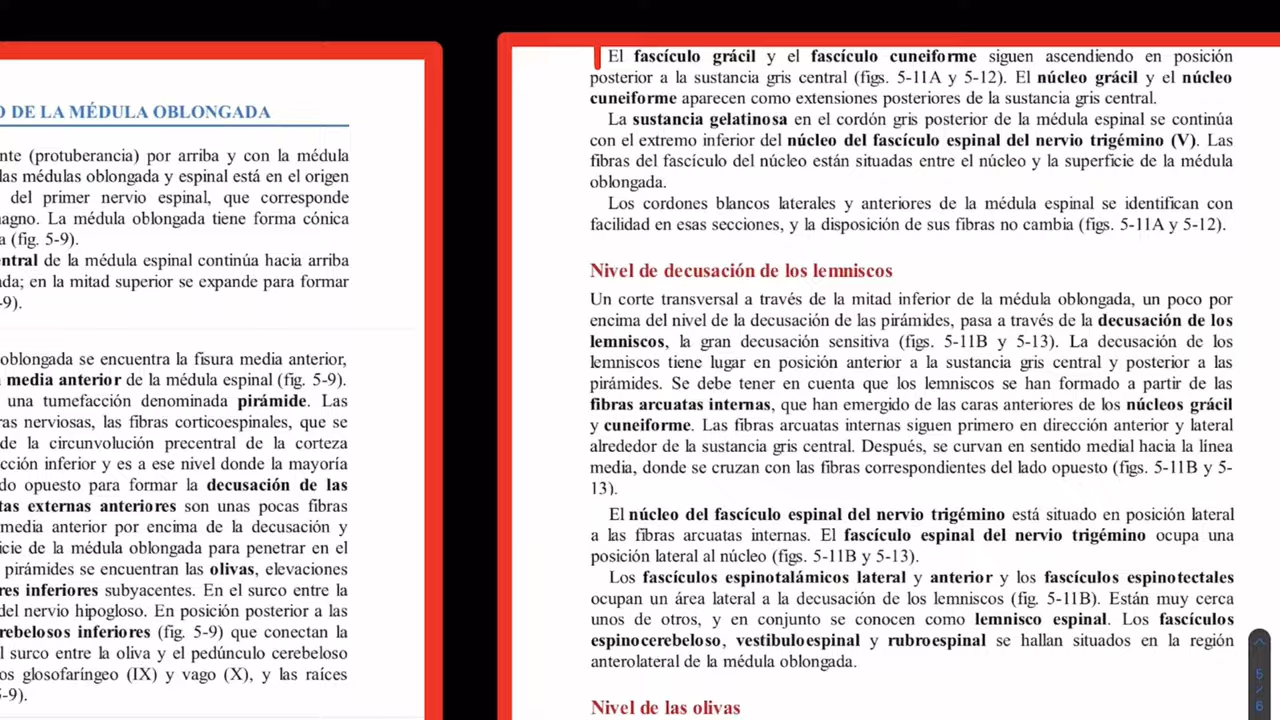 O DE LA MÉDULA OBLONGADA
nte (protuberancia) por arriba y con la médula
las médulas oblongada y espinal está en el origen
del primer nervio espinal, que corresponde
agno. La médula oblongada tiene forma cónica
a (fig. 5-9).
ntral de la médula espinal continúa hacia arriba
da; en la mitad superior se expande para formar
-9).
oblongada se encuentra la fisura media anterior,
media anterior de la médula espinal (fig. 5-9).
una tumefacción denominada pirámide. Las
ras nerviosas, las fibras corticoespinales, que se
de la circunvolución precentral de la corteza
cción inferior y es a ese nivel donde la mayoría
do opuesto para formar la decusación de las
tas externas anteriores son unas pocas fibras
media anterior por encima de la decusación y
icie de la médula oblongada para penetrar en el
pirámides se encuentran las olivas, elevaciones
res inferiores subyacentes. En el surco entre la
del nervio hipogloso. En posición posterior a las
rebelosos inferiores (fig. 5-9) que conectan la
l surco entre la oliva y el pedúnculo cerebeloso
os glosofaríngeo (IX) y vago (X), y las raíces
5-9).
El fascículo grácil y el fascículo cuneiforme siguen ascendiendo en posición
posterior a la sustancia gris central (figs. 5-11A y 5-12). El núcleo grácil y el núcleo
cuneiforme aparecen como extensiones posteriores de la sustancia gris central.
La sustancia gelatinosa en el cordón gris posterior de la médula espinal se continúa
con el extremo inferior del núcleo del fascículo espinal del nervio trigémino (V). Las
fibras del fascículo del núcleo están situadas entre el núcleo y la superficie de la médula
oblongada.
Los cordones blancos laterales y anteriores de la médula espinal se identifican con
facilidad en esas secciones, y la disposición de sus fibras no cambia (figs. 5-11A y 5-12).
Nivel de decusación de los lemniscos
Un corte transversal a través de la mitad inferior de la médula oblongada, un poco por
encima del nivel de la decusación de las pirámides, pasa a través de la decusación de los
lemniscos, la gran decusación sensitiva (figs. 5-11B y 5-13). La decusación de los
lemniscos tiene lugar en posición anterior a la sustancia gris central y posterior a las
pirámides. Se debe tener en cuenta que los lemniscos se han formado a partir de las
fibras arcuatas internas, que han emergido de las caras anteriores de los núcleos grácil
y cuneiforme. Las fibras arcuatas internas siguen primero en dirección anterior y lateral
alrededor de la sustancia gris central. Después, se curvan en sentido medial hacia la línea
media, donde se cruzan con las fibras correspondientes del lado opuesto (figs. 5-11B y 5-
13).
El núcleo del fascículo espinal del nervio trigémino está situado en posición lateral
a las fibras arcuatas internas. El fascículo espinal del nervio trigémino ocupa una
posición lateral al núcleo (figs. 5-11B y 5-13).
Los fascículos espinotalámicos lateral y anterior y los fascículos espinotectales
ocupan un área lateral a la decusación de los lemniscos (fig. 5-11B). Están muy cerca
unos de otros, y en conjunto se conocen como lemnisco espinal. Los fascículos
espinocerebeloso, vestibuloespinal y rubroespinal se hallan situados en la región
anterolateral de la médula oblongada.
Nivel de las olivas
5
/
6